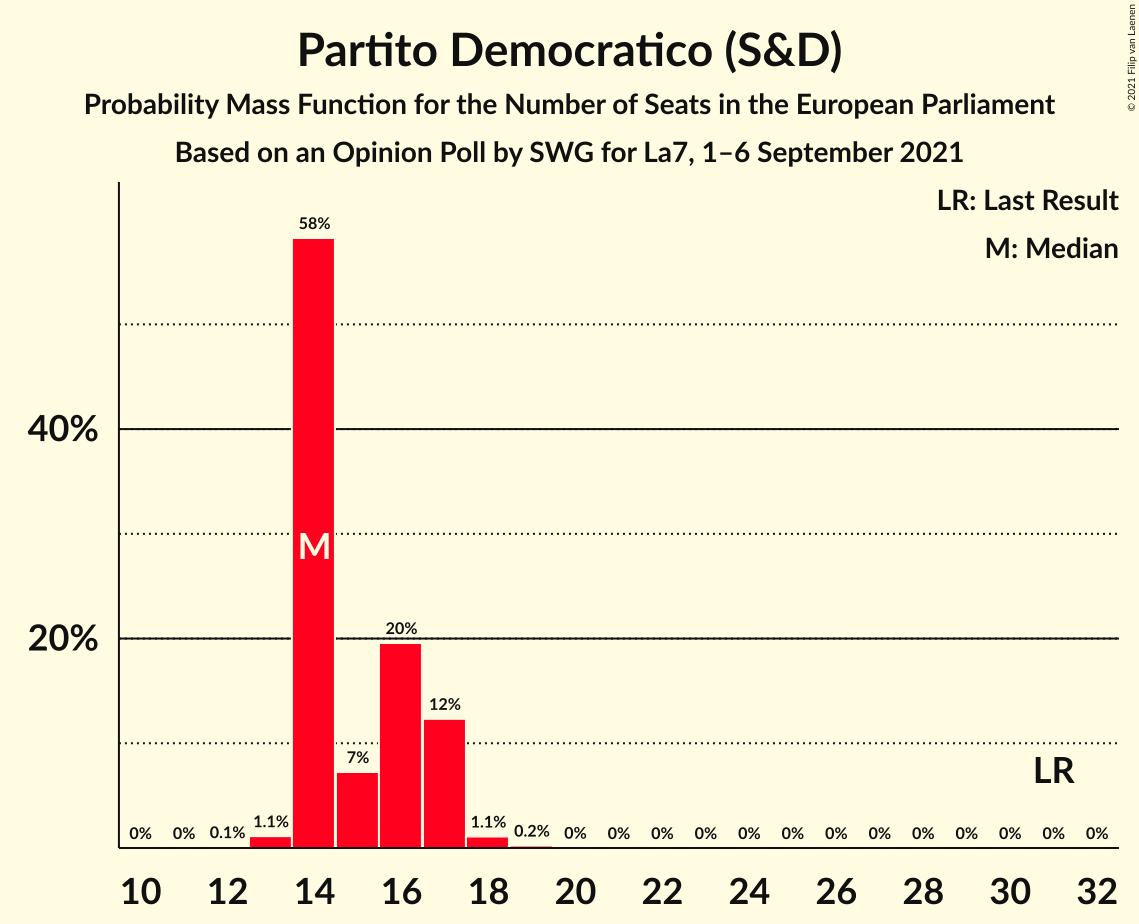 Partito Democratico (S&D)
Probability Mass Function for the Number of Seats in the European Parliament
Based on an Opinion Poll by SWG for La7, 1–6 September 2021
© 2021 Filip van Laenen
LR: Last Result
M: Median
58%
40%
M
20%
20%
12%
7%
LR
0% 0% 0.1% 1.1% 1.1% 0.2% 0% 0% 0% 0% 0% 0% 0% 0% 0% 0% 0% 0% 0%
10 12 14 16 18 20 22 24 26 28 30 32